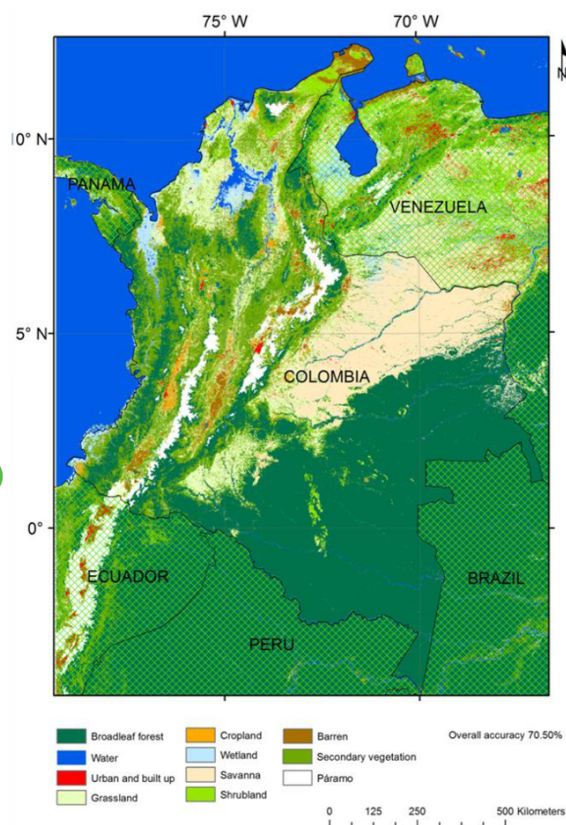 75° W 70° W
N
0° N
PANAMA
VENEZUELA
5° N
COLOMBIA
0°
ECUADOR
BRAZIL
PERU
Broadleaf forest Cropland Barren Overall accuracy 70.50%
Water Wetland Secondary vegetation
Urban and built up Savanna Páramo
Grassland Shrubland
0 125 250 500 Kilometers